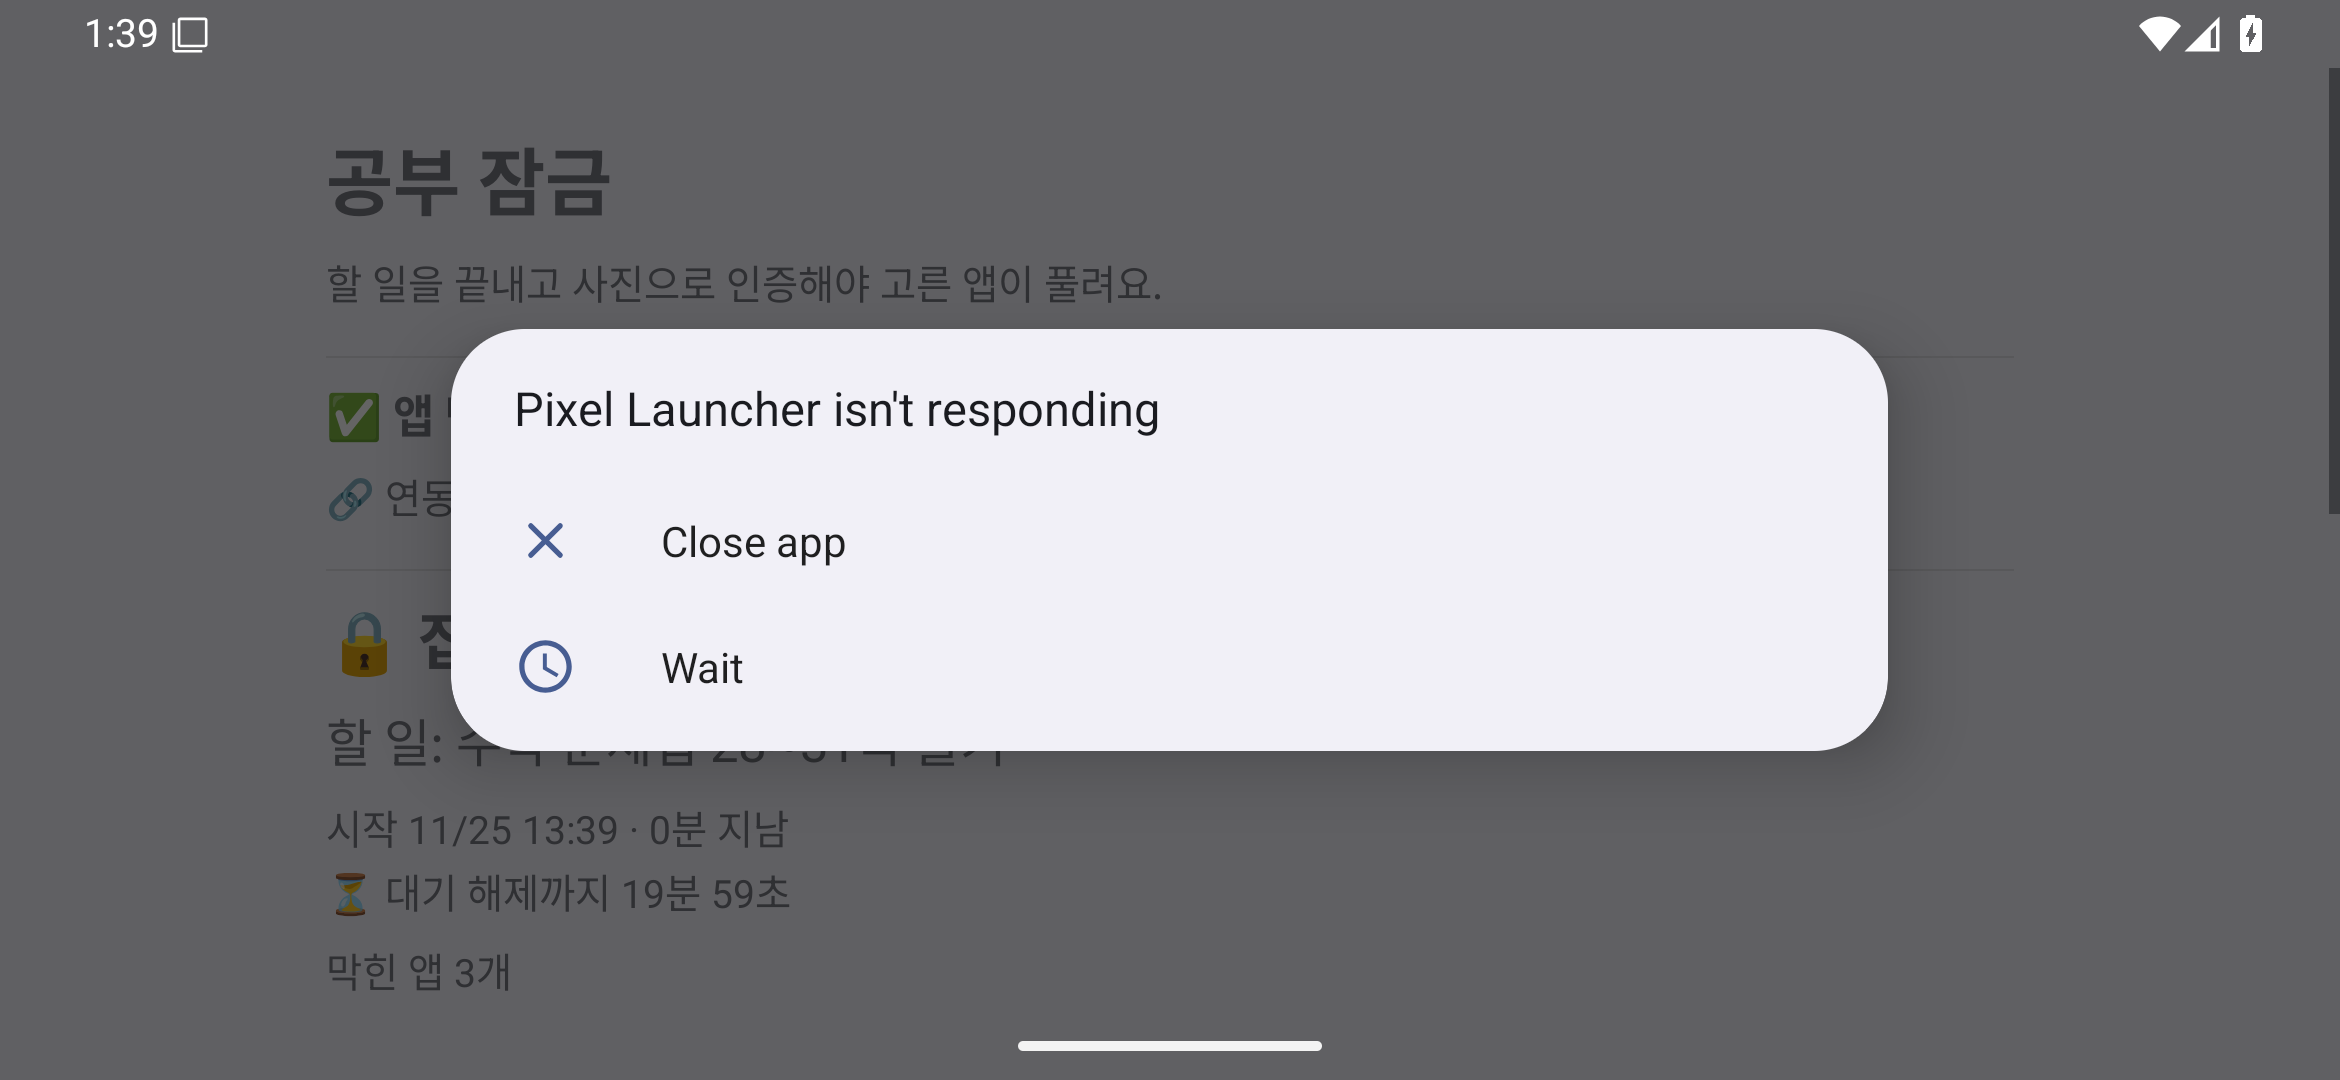 1:39
공부 잠금
할 일을 끝내고 사진으로 인증해야 고른 앱이 풀려요.
Pixel Launcher isn't responding
✅ 앱
🔗 연동
Close app
🔒
Wait
할 일:
시작 11/25 13:39 · 0분 지남
⏳ 대기 해제까지 19분 59초
막힌 앱 3개